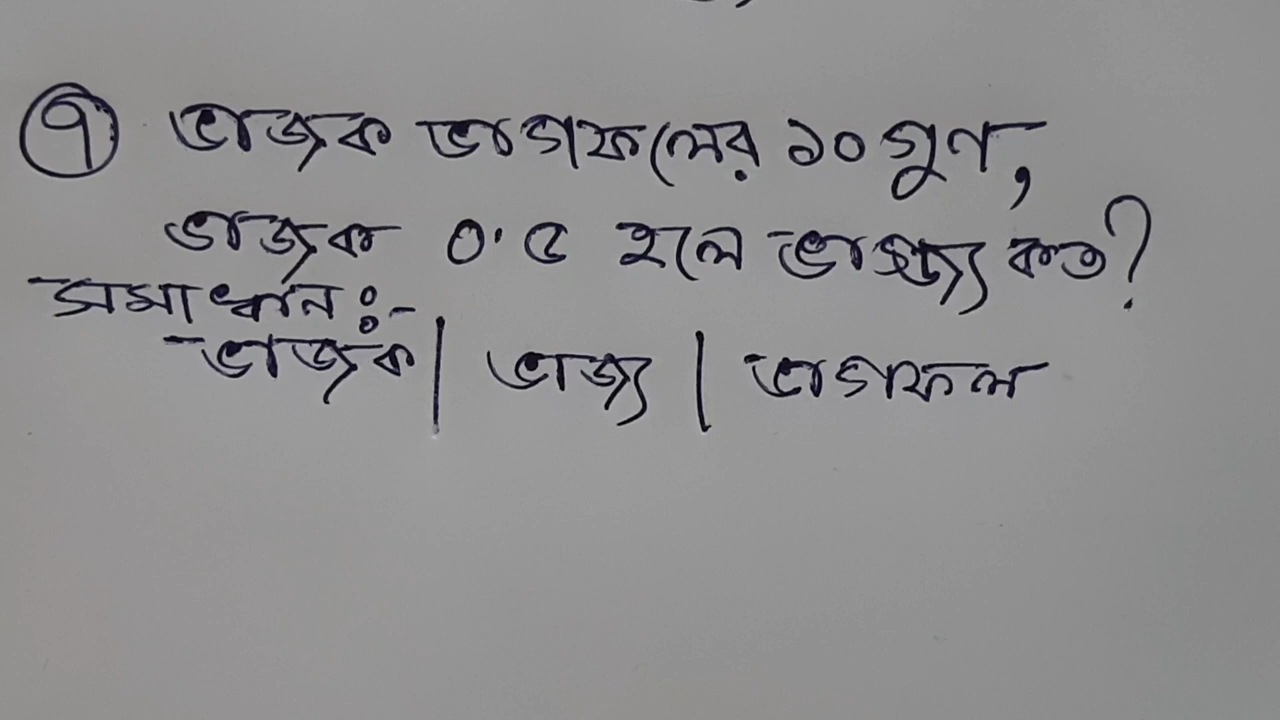 ৭ ভাজক ভাগফলের ১০ গুণ,
ভাজক ০.৫ হলে ভাজ্য কত?
সমাধান:-
ভাজক | ভাজ্য | ভাগফল